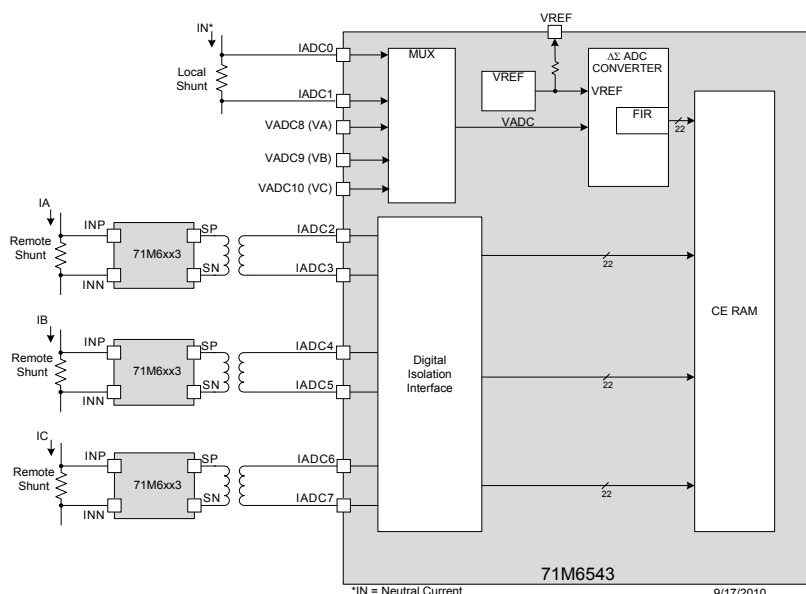 VREF
IN*
IADC0
MUX
ΔΣ ADC
CONVERTER
Local
Shunt
VREF
VREF
IADC1
FIR
VADC8 (VA)
VADC
22
VADC9 (VB)
VADC10 (VC)
IA
INP
SP
IADC2
Remote
Shunt
71M6xx3
22
SN
IADC3
INN
CE RAM
IB
INP
SP
IADC4
Remote
Shunt
71M6xx3
Digital
Isolation
Interface
22
SN
IADC5
INN
IC
INP
SP
IADC6
Remote
Shunt
71M6xx3
22
SN
IADC7
INN
71M6543
*IN = Neutral Current
9/17/2010